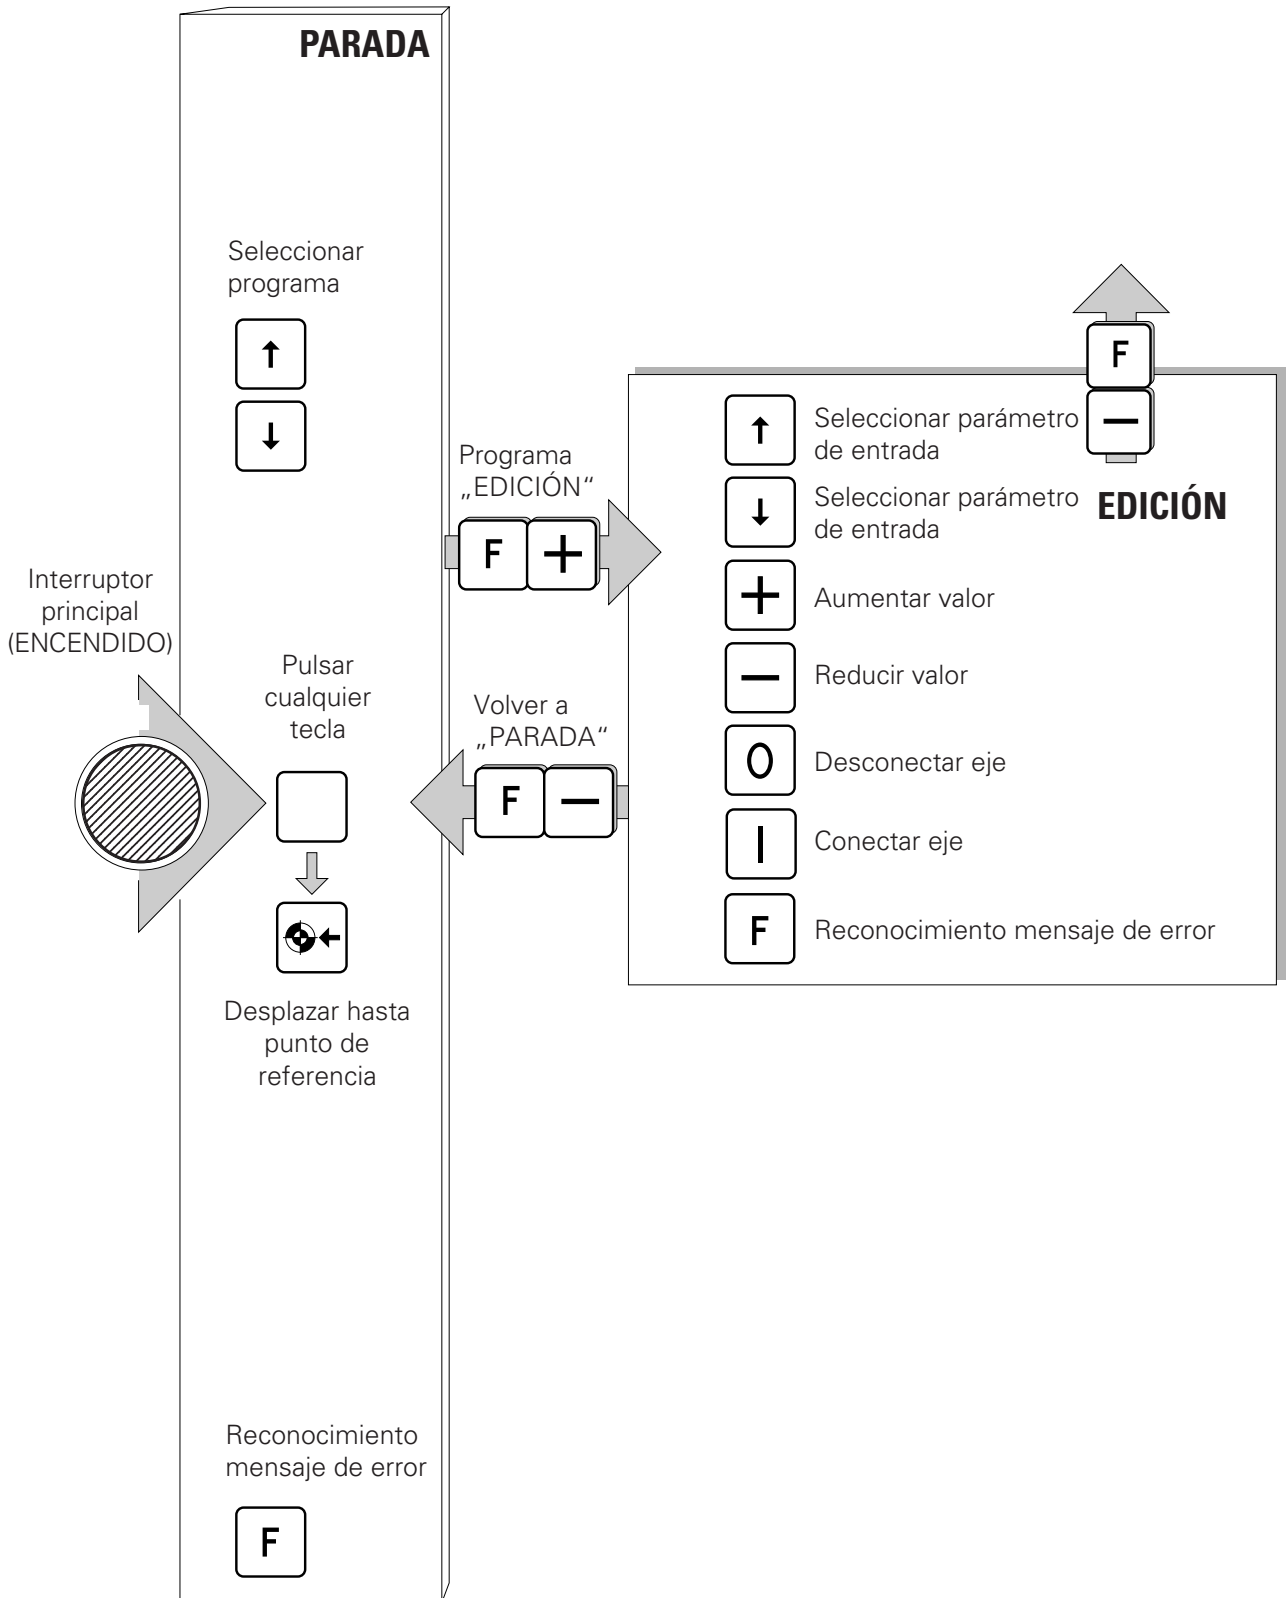 PARADA
Seleccionar
programa
↑
↓
Interruptor
principal
(ENCENDIDO)
Pulsar
cualquier
tecla
Desplazar hasta
punto de
referencia
Reconocimiento
mensaje de error
F
Programa
„EDICIÓN“
F +
Volver a
„PARADA“
F −
F
−
EDICIÓN
↑ Seleccionar parámetro
de entrada
↓ Seleccionar parámetro
de entrada
+ Aumentar valor
− Reducir valor
O Desconectar eje
I Conectar eje
F Reconocimiento mensaje de error